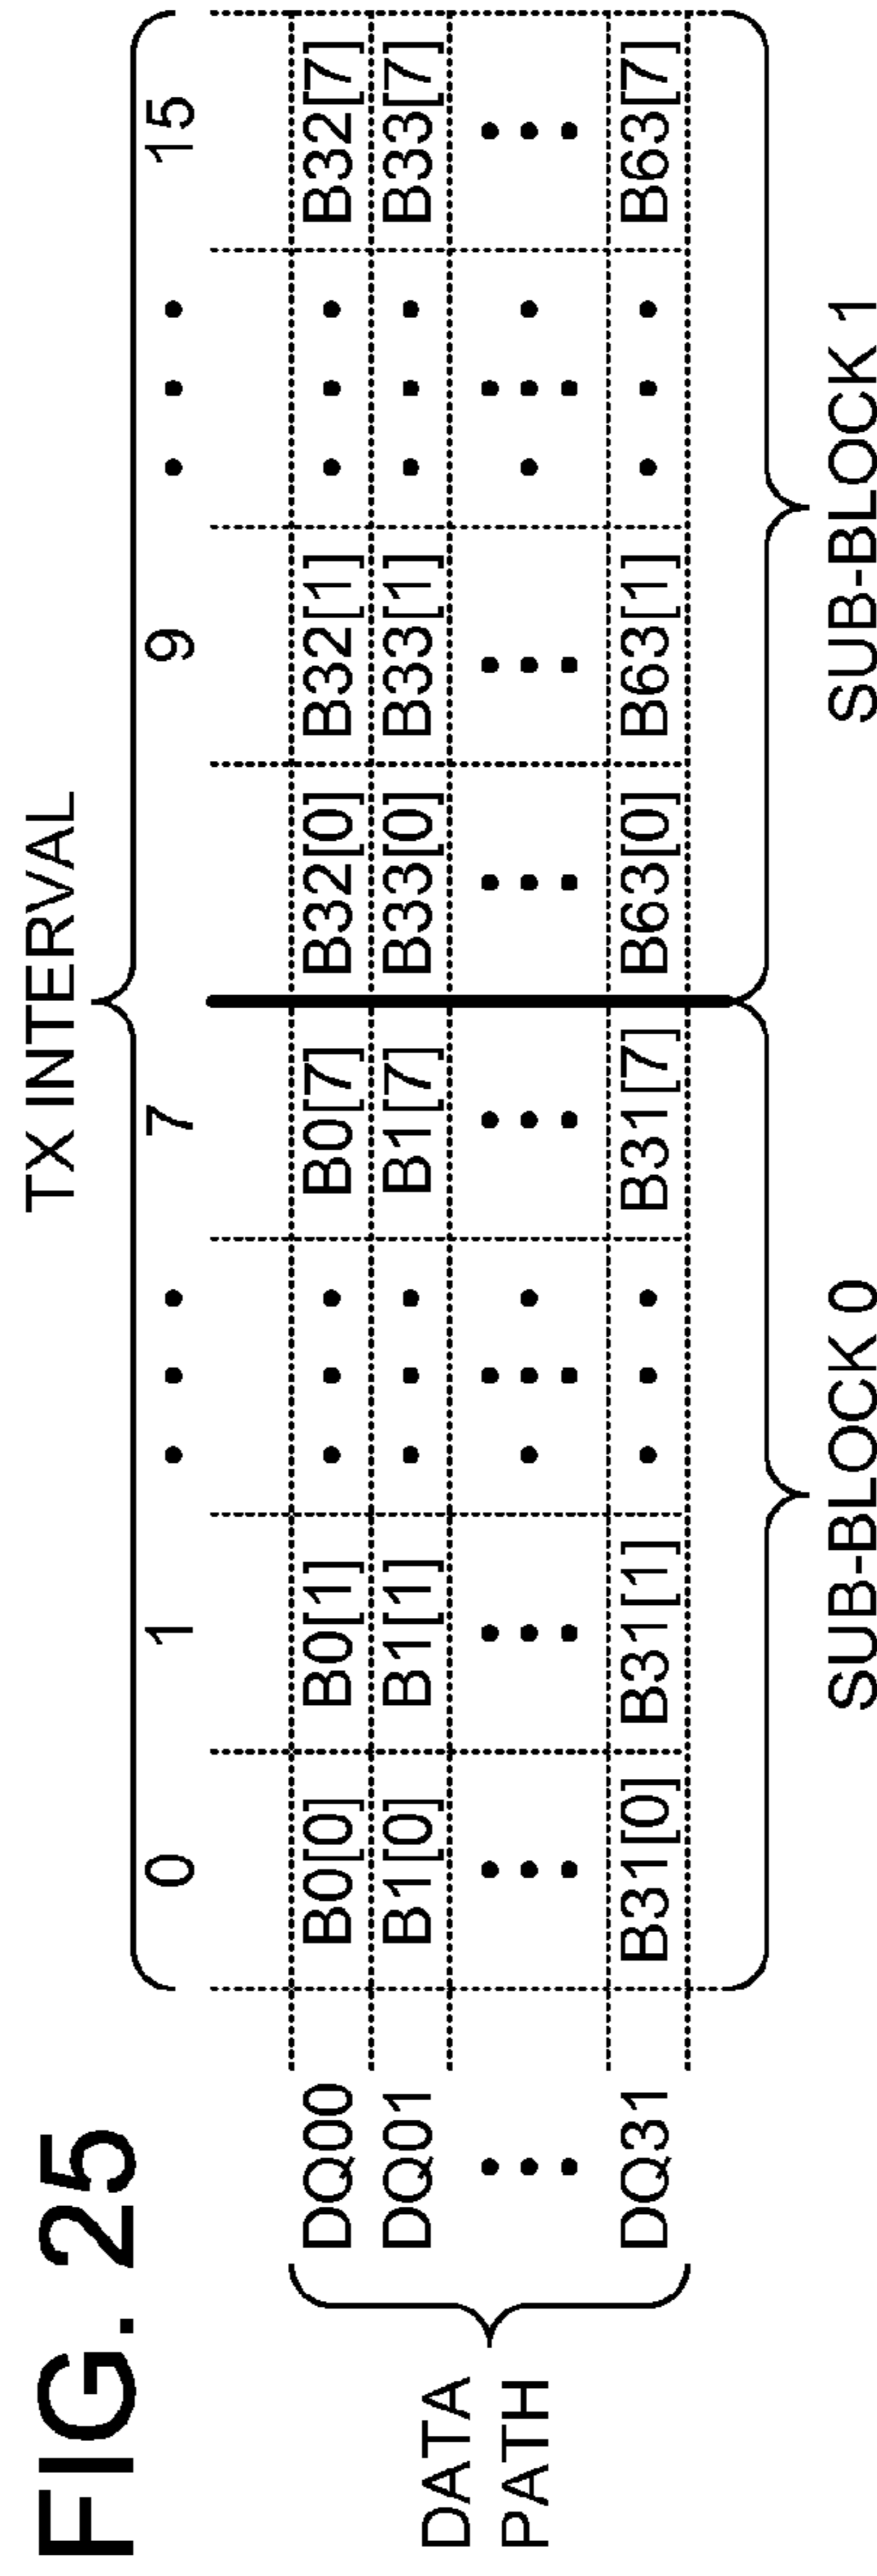 FIG. 25
TX INTERVAL
0 1 • • • 7 9 • • • 15
DATA PATH
DQ00 B0[0] B0[1] • • • B0[7] B32[0] B32[1] • • • B32[7]
DQ01 B1[0] B1[1] • • • B1[7] B33[0] B33[1] • • • B33[7]
DQ31 B31[0] B31[1] • • • B31[7] B63[0] B63[1] • • • B63[7]
SUB-BLOCK 0 SUB-BLOCK 1